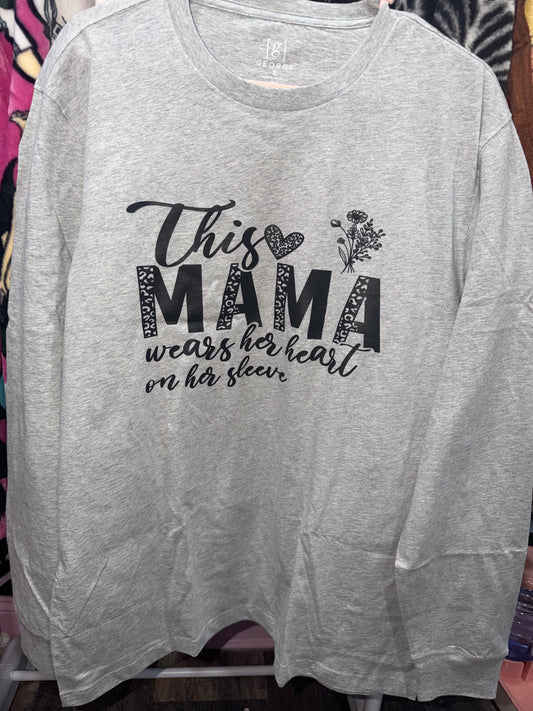 g
GEORGE
This
MAMA
wears her heart
on her sleeve